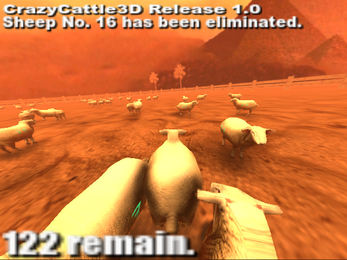 CrazyCattle3D Release 1.0
Sheep No. 16 has been eliminated.
122 remain.